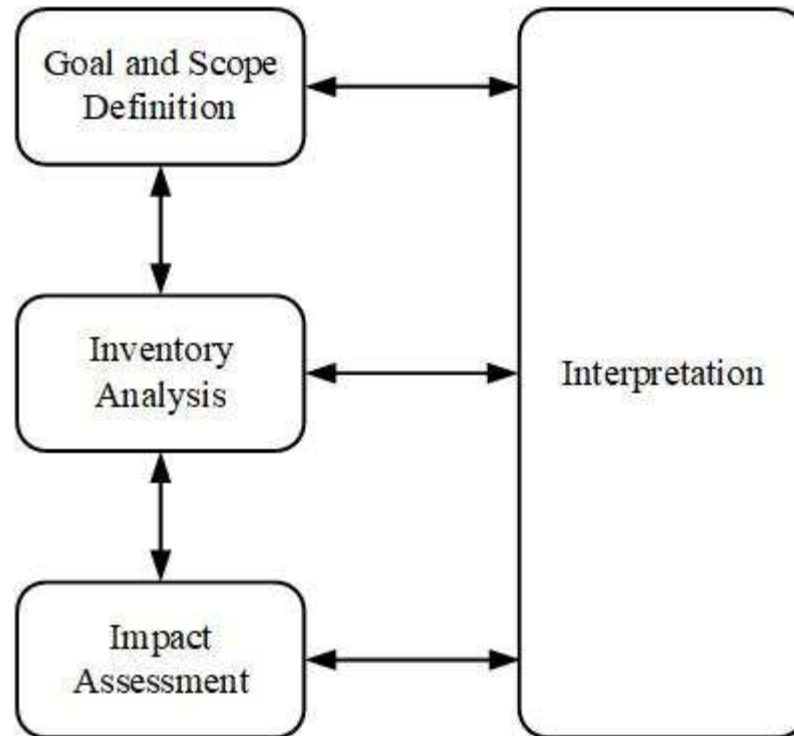 Goal and Scope
Definition
Inventory
Analysis
Interpretation
Impact
Assessment